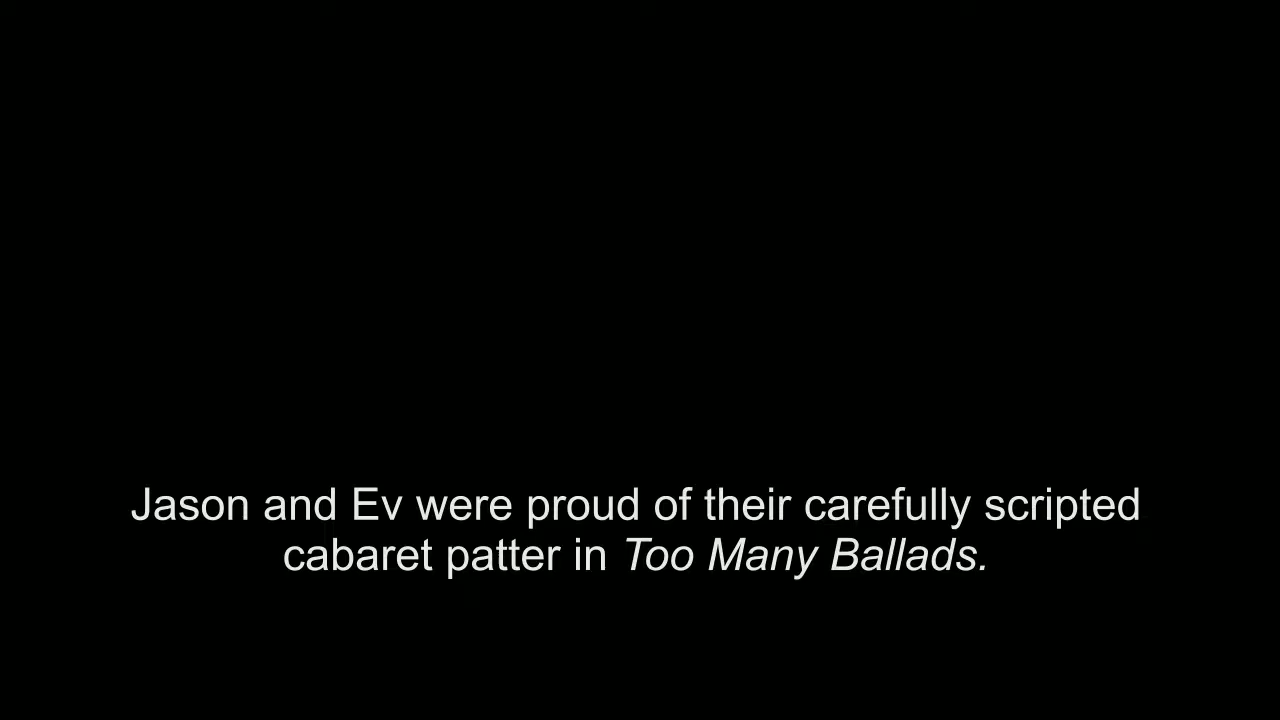 Jason and Ev were proud of their carefully scripted
cabaret patter in Too Many Ballads.